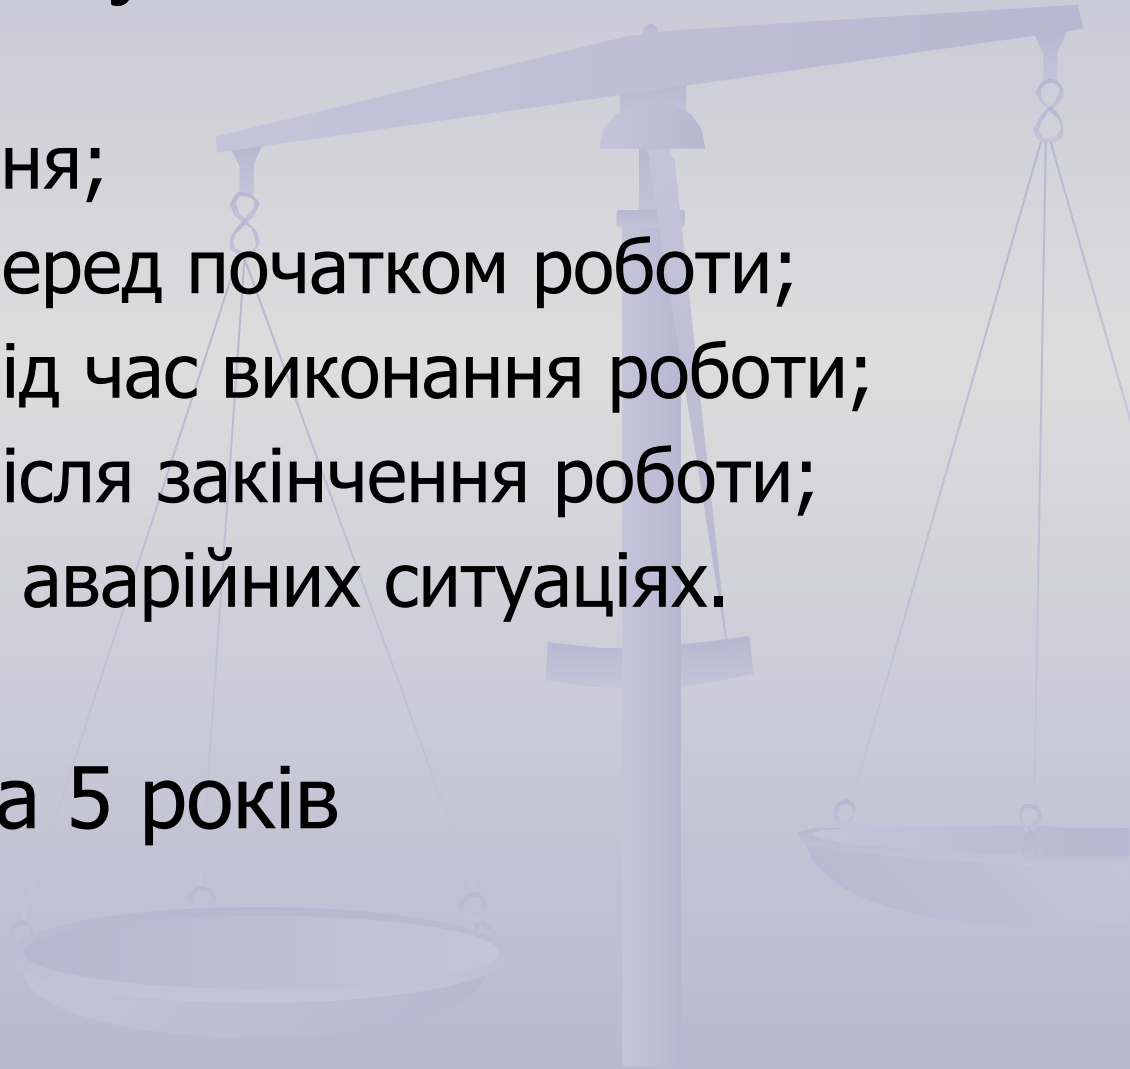 ня;
еред початком роботи;
ід час виконання роботи;
ісля закінчення роботи;
аварійних ситуаціях.
а 5 років